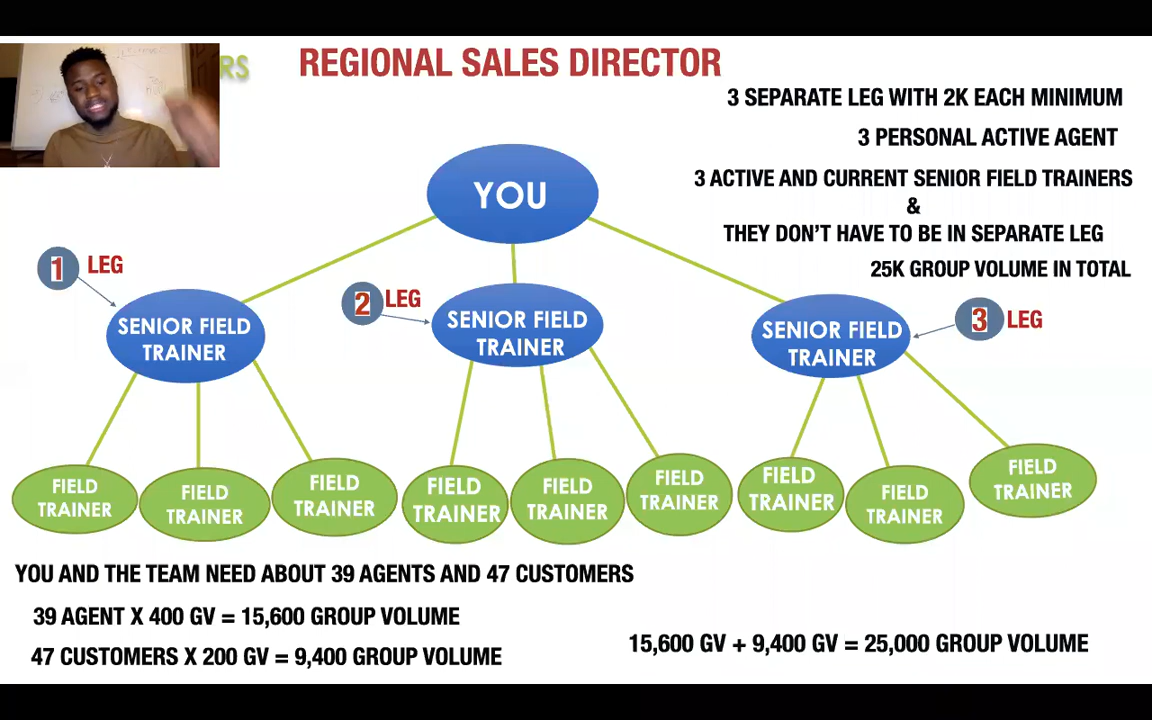 RS
REGIONAL SALES DIRECTOR
3 SEPARATE LEG WITH 2K EACH MINIMUM
3 PERSONAL ACTIVE AGENT
3 ACTIVE AND CURRENT SENIOR FIELD TRAINERS
&
THEY DON'T HAVE TO BE IN SEPARATE LEG
25K GROUP VOLUME IN TOTAL
YOU
1 LEG
2 LEG
3 LEG
SENIOR FIELD
TRAINER
SENIOR FIELD
TRAINER
SENIOR FIELD
TRAINER
FIELD
TRAINER
FIELD
TRAINER
FIELD
TRAINER
FIELD
TRAINER
FIELD
TRAINER
FIELD
TRAINER
FIELD
TRAINER
FIELD
TRAINER
FIELD
TRAINER
YOU AND THE TEAM NEED ABOUT 39 AGENTS AND 47 CUSTOMERS
39 AGENT X 400 GV = 15,600 GROUP VOLUME
47 CUSTOMERS X 200 GV = 9,400 GROUP VOLUME
15,600 GV + 9,400 GV = 25,000 GROUP VOLUME